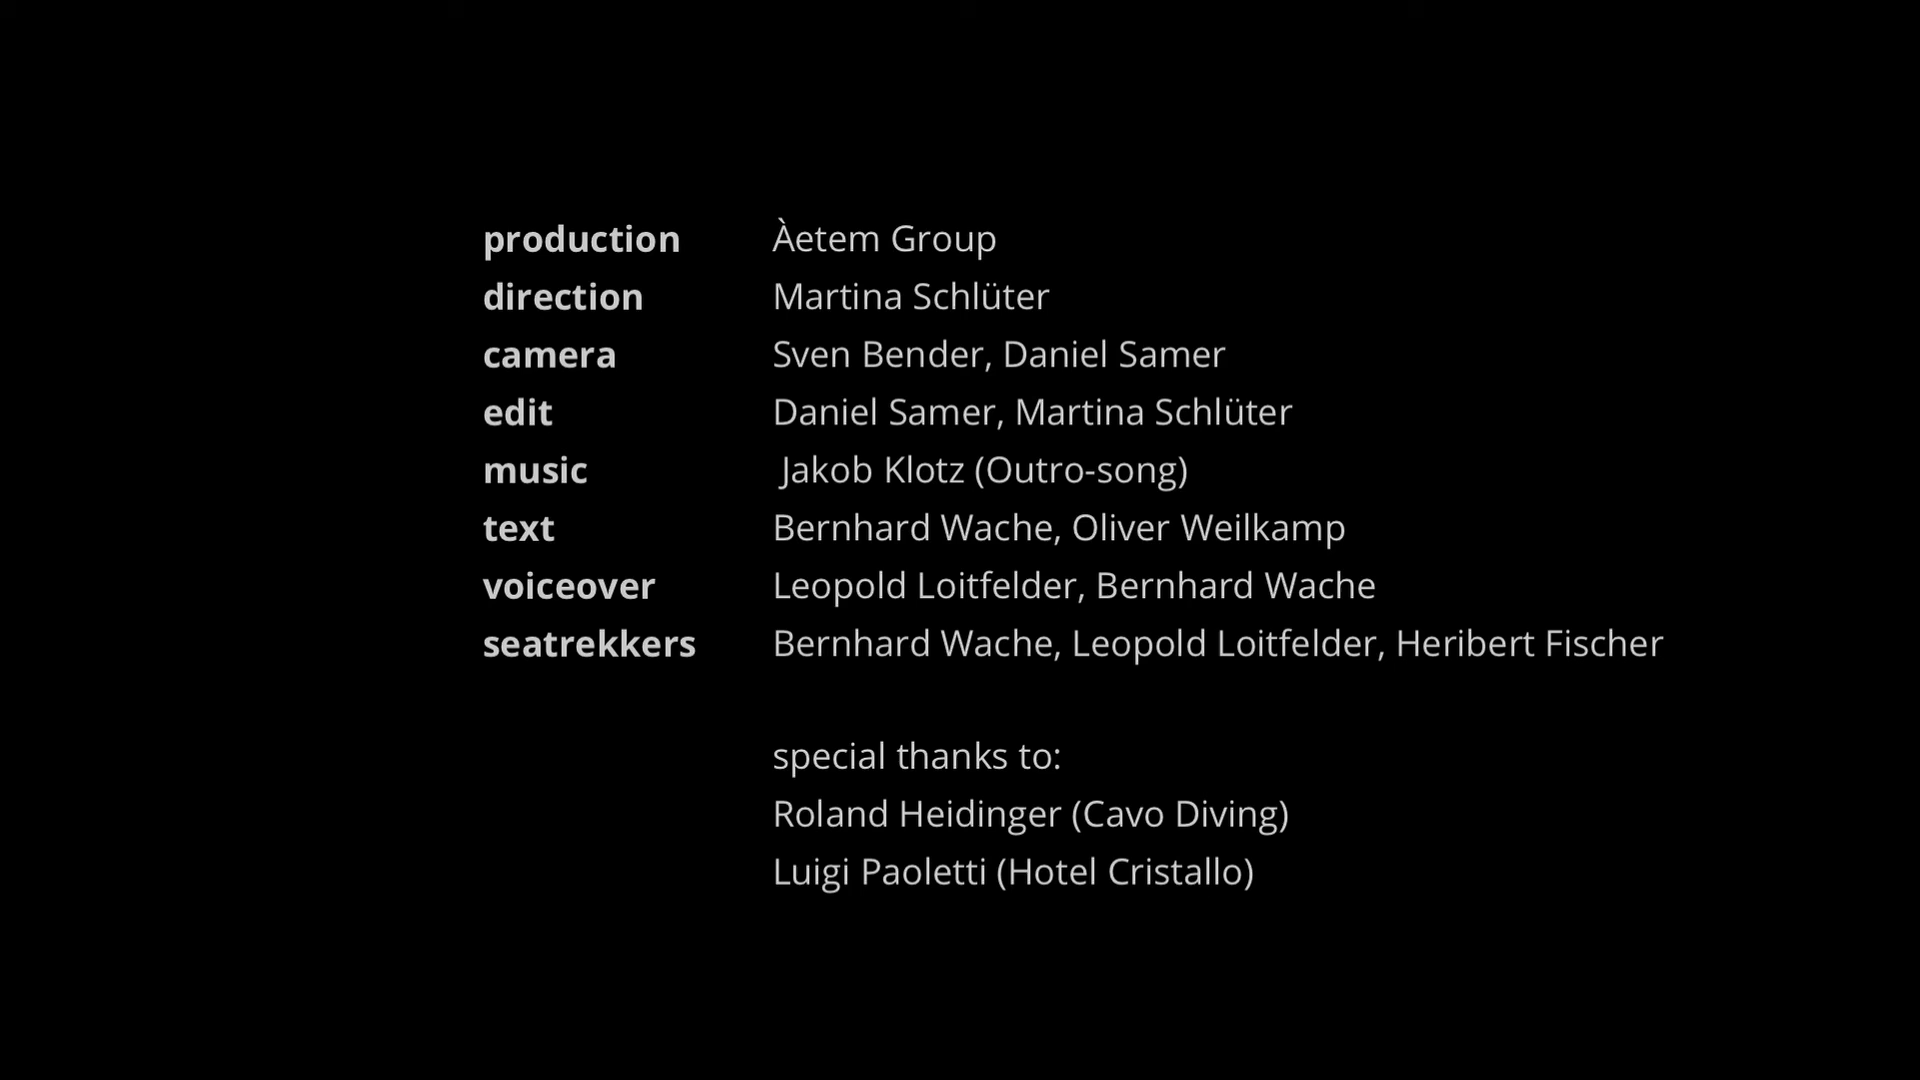 production Àetem Group
direction Martina Schlüter
camera Sven Bender, Daniel Samer
edit Daniel Samer, Martina Schlüter
music Jakob Klotz (Outro-song)
text Bernhard Wache, Oliver Weilkamp
voiceover Leopold Loitfelder, Bernhard Wache
seatrekkers Bernhard Wache, Leopold Loitfelder, Heribert Fischer
special thanks to:
Roland Heidinger (Cavo Diving)
Luigi Paoletti (Hotel Cristallo)